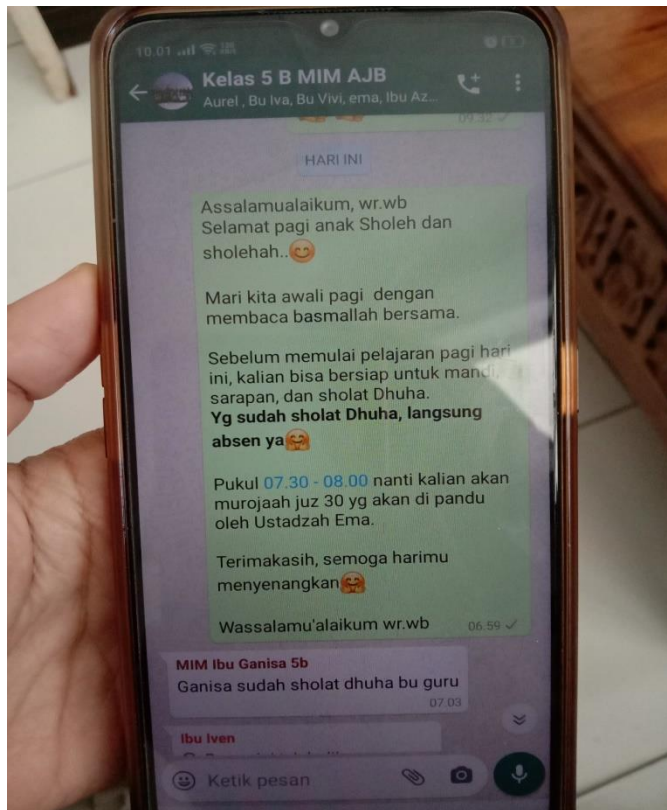 10.01
Kelas 5 B MIM AJB
Aurel , Bu Iva, Bu Vivi, ema, Ibu Az...
09.32
HARI INI
Assalamualaikum, wr.wb
Selamat pagi anak Sholeh dan
sholehah..😊
Mari kita awali pagi dengan
membaca basmallah bersama.
Sebelum memulai pelajaran pagi hari
ini, kalian bisa bersiap untuk mandi,
sarapan, dan sholat Dhuha.
Yg sudah sholat Dhuha, langsung
absen ya🤗
Pukul 07.30 - 08.00 nanti kalian akan
murojaah juz 30 yg akan di pandu
oleh Ustadzah Ema.
Terimakasih, semoga harimu
menyenangkan🤗
Wassalamu'alaikum wr.wb 06.59
MIM Ibu Ganisa 5b
Ganisa sudah sholat dhuha bu guru
07.03
Ibu Iven
Ketik pesan